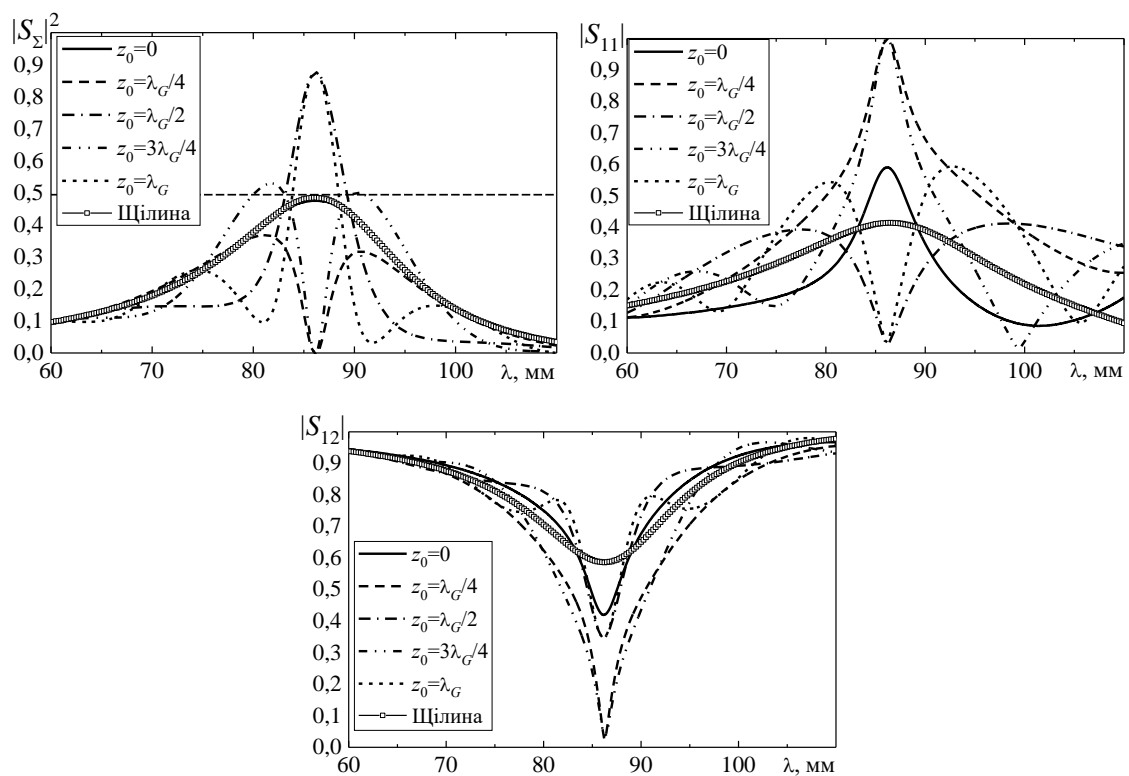 |S_Σ|²
z₀=0
z₀=λ_G/4
z₀=λ_G/2
z₀=3λ_G/4
z₀=λ_G
Щілина
0,9
0,8
0,7
0,6
0,5
0,4
0,3
0,2
0,1
0,0
60 70 80 90 100 λ, мм
|S₁₁|
z₀=0
z₀=λ_G/4
z₀=λ_G/2
z₀=3λ_G/4
z₀=λ_G
Щілина
0,9
0,8
0,7
0,6
0,5
0,4
0,3
0,2
0,1
0,0
60 70 80 90 100 λ, мм
|S₁₂|
0,9
0,8
0,7
0,6
0,5
0,4
0,3
0,2
0,1
0,0
z₀=0
z₀=λ_G/4
z₀=λ_G/2
z₀=3λ_G/4
z₀=λ_G
Щілина
60 70 80 90 100 λ, мм